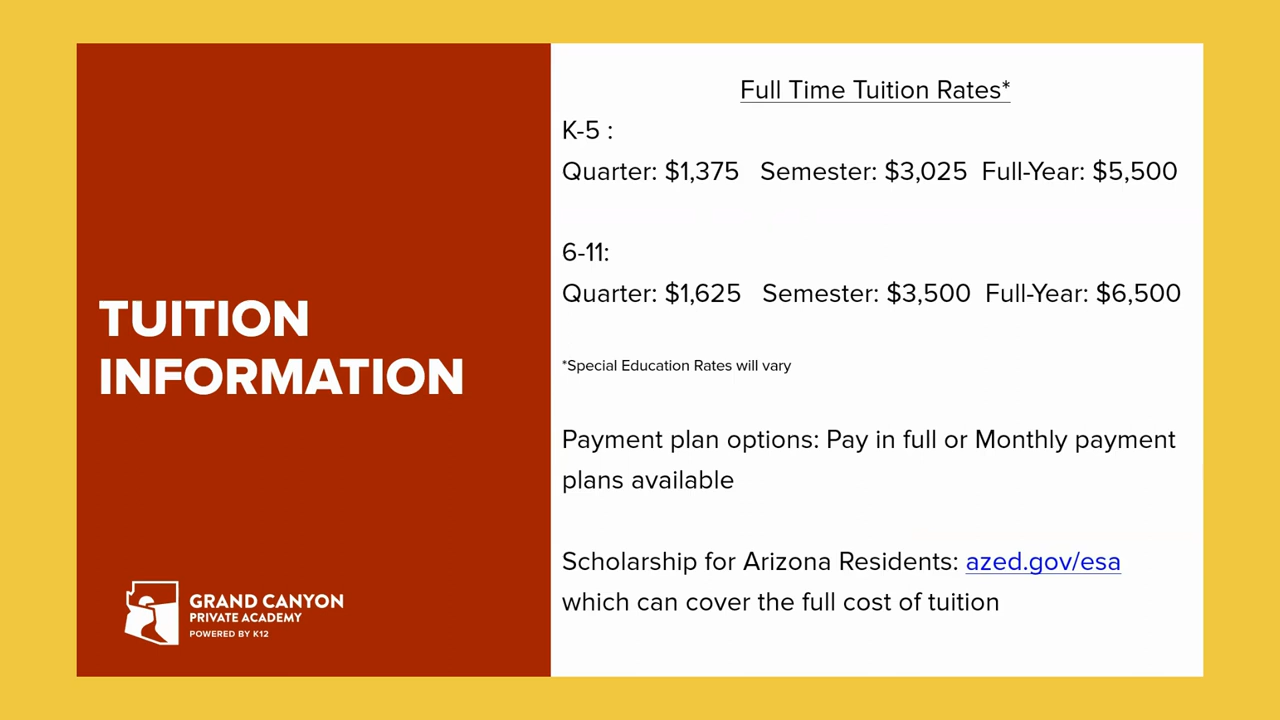 TUITION
INFORMATION
GRAND CANYON
PRIVATE ACADEMY
POWERED BY K12
Full Time Tuition Rates*
K-5 :
Quarter: $1,375 Semester: $3,025 Full-Year: $5,500
6-11:
Quarter: $1,625 Semester: $3,500 Full-Year: $6,500
*Special Education Rates will vary
Payment plan options: Pay in full or Monthly payment
plans available
Scholarship for Arizona Residents: azed.gov/esa
which can cover the full cost of tuition